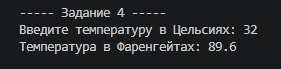 ----- Задание 4 -----
Введите температуру в Цельсиях: 32
Температура в Фаренгейтах: 89.6